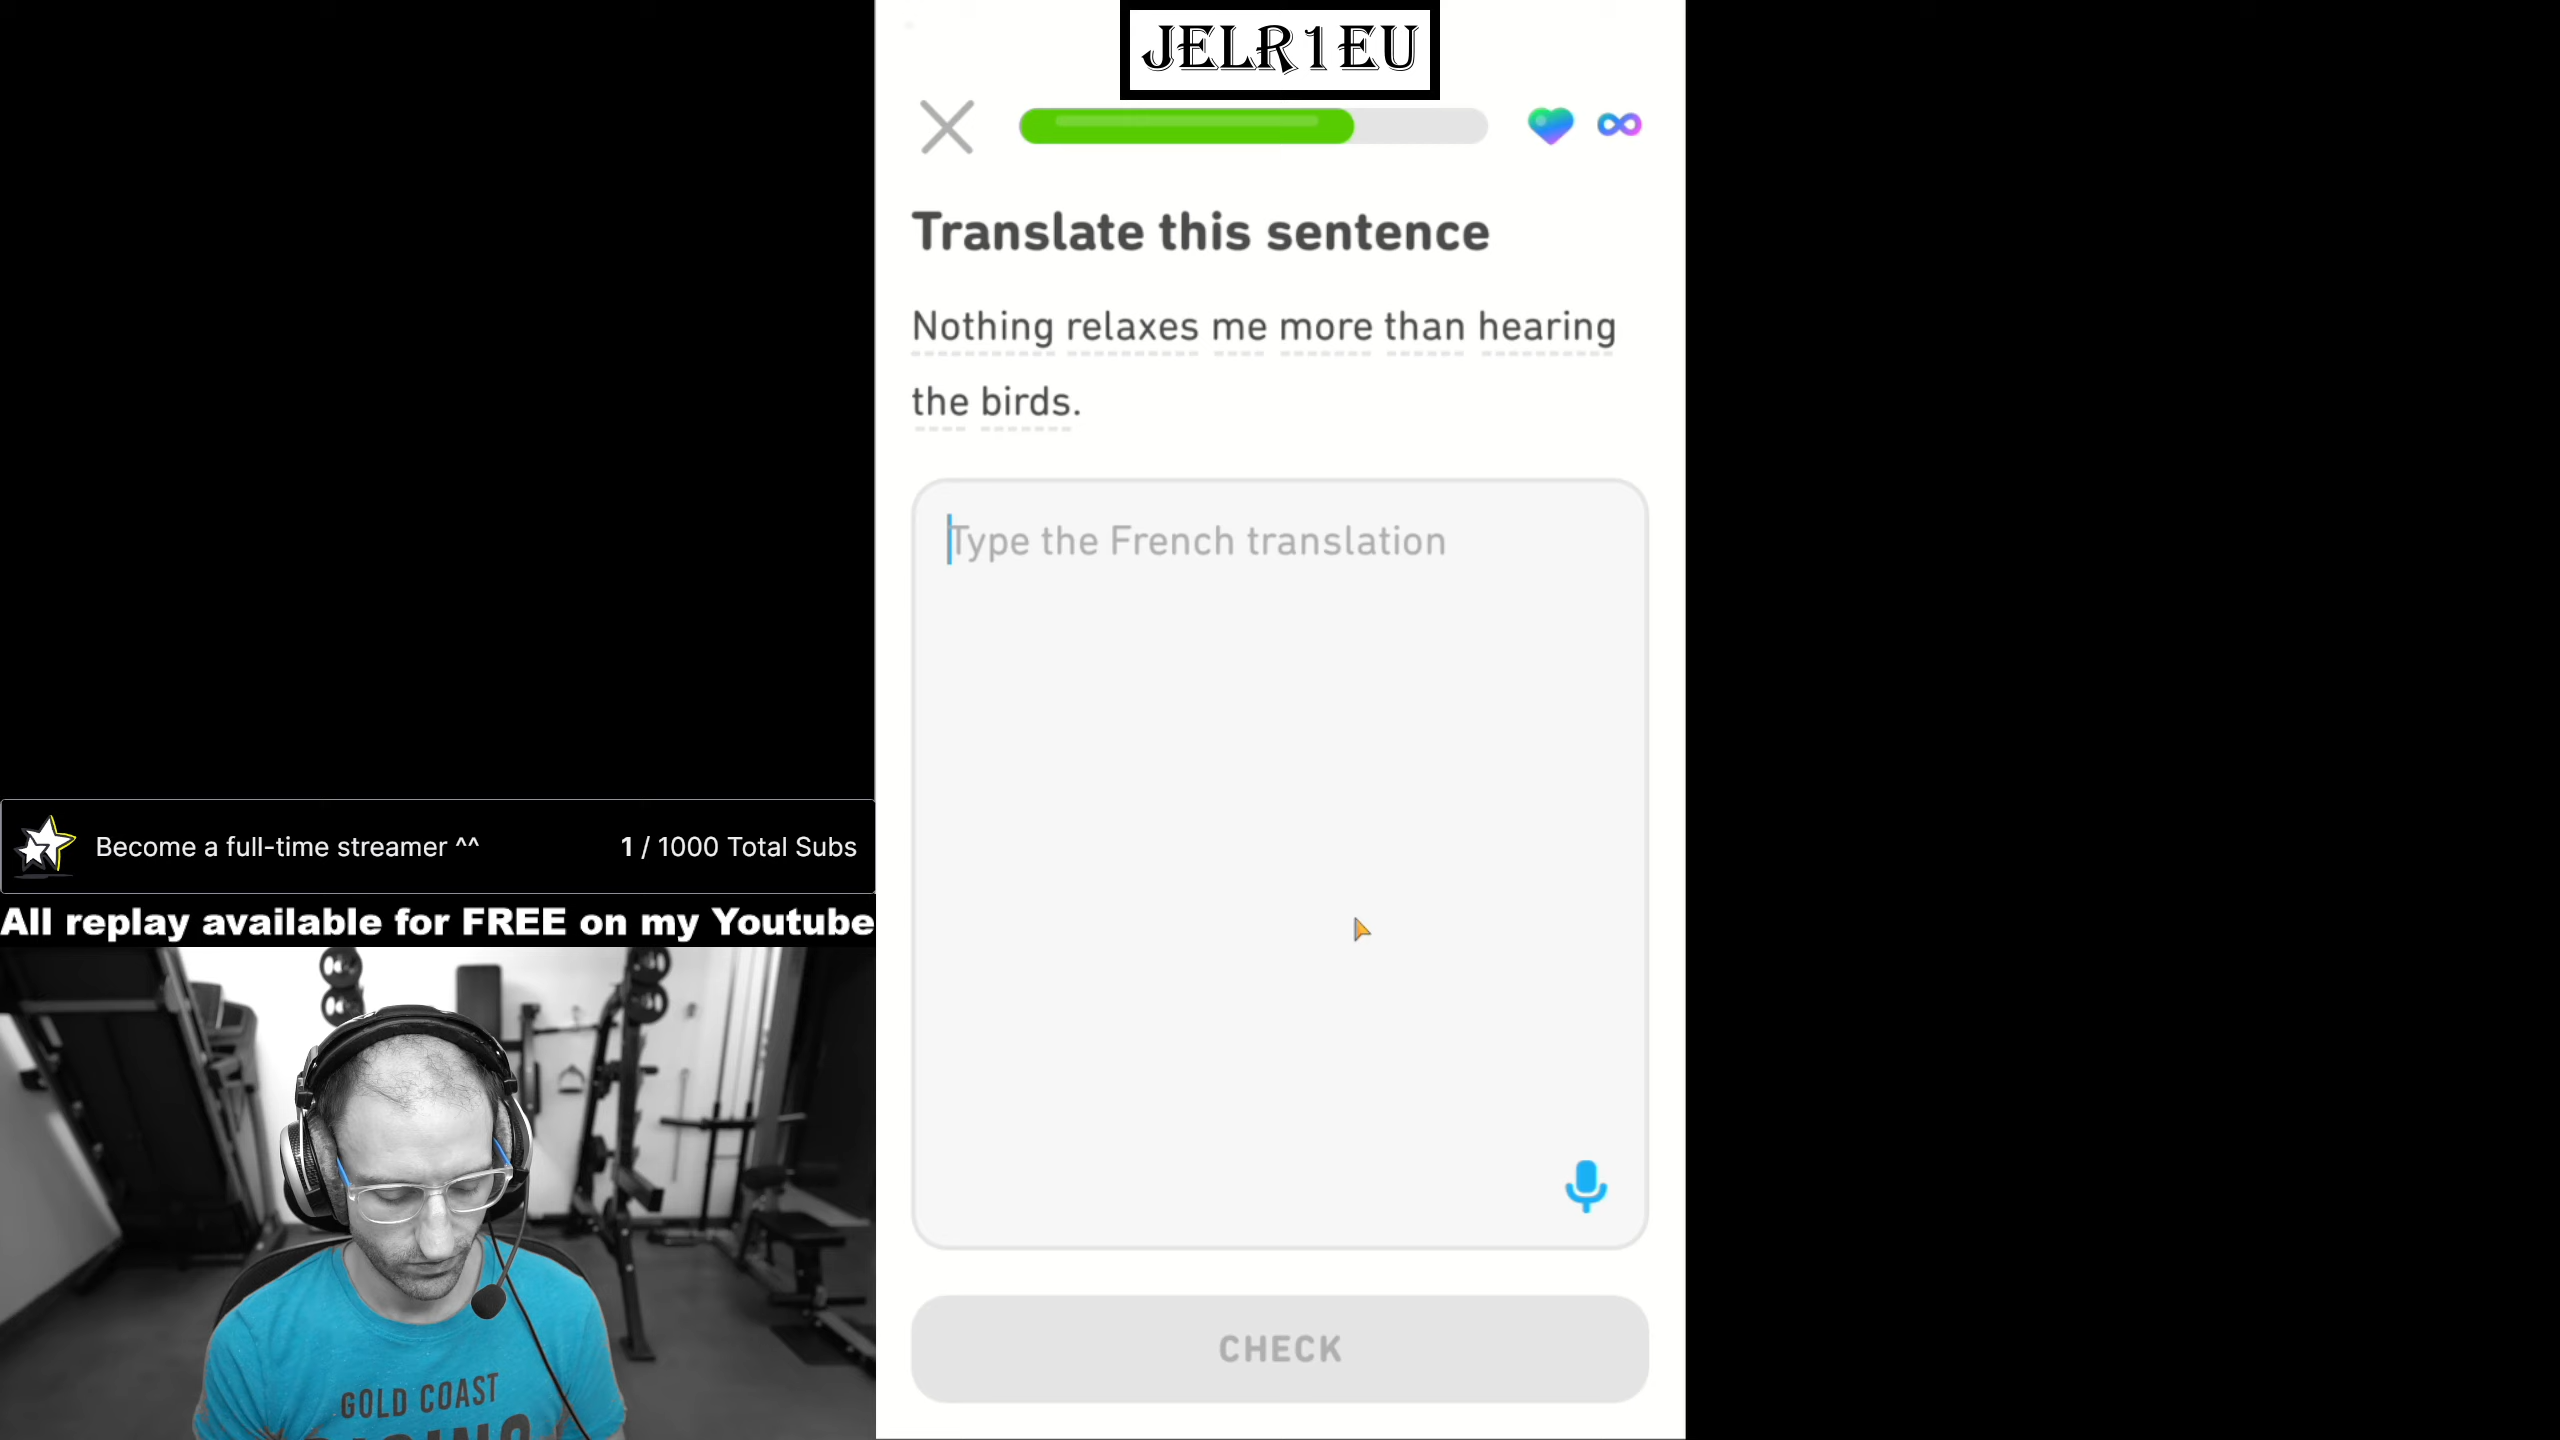 JELR1EU
Translate this sentence
Nothing relaxes me more than hearing
the birds.
Type the French translation
CHECK
Become a full-time streamer ^^
1 / 1000 Total Subs
All replay available for FREE on my Youtube
GOLD COAST